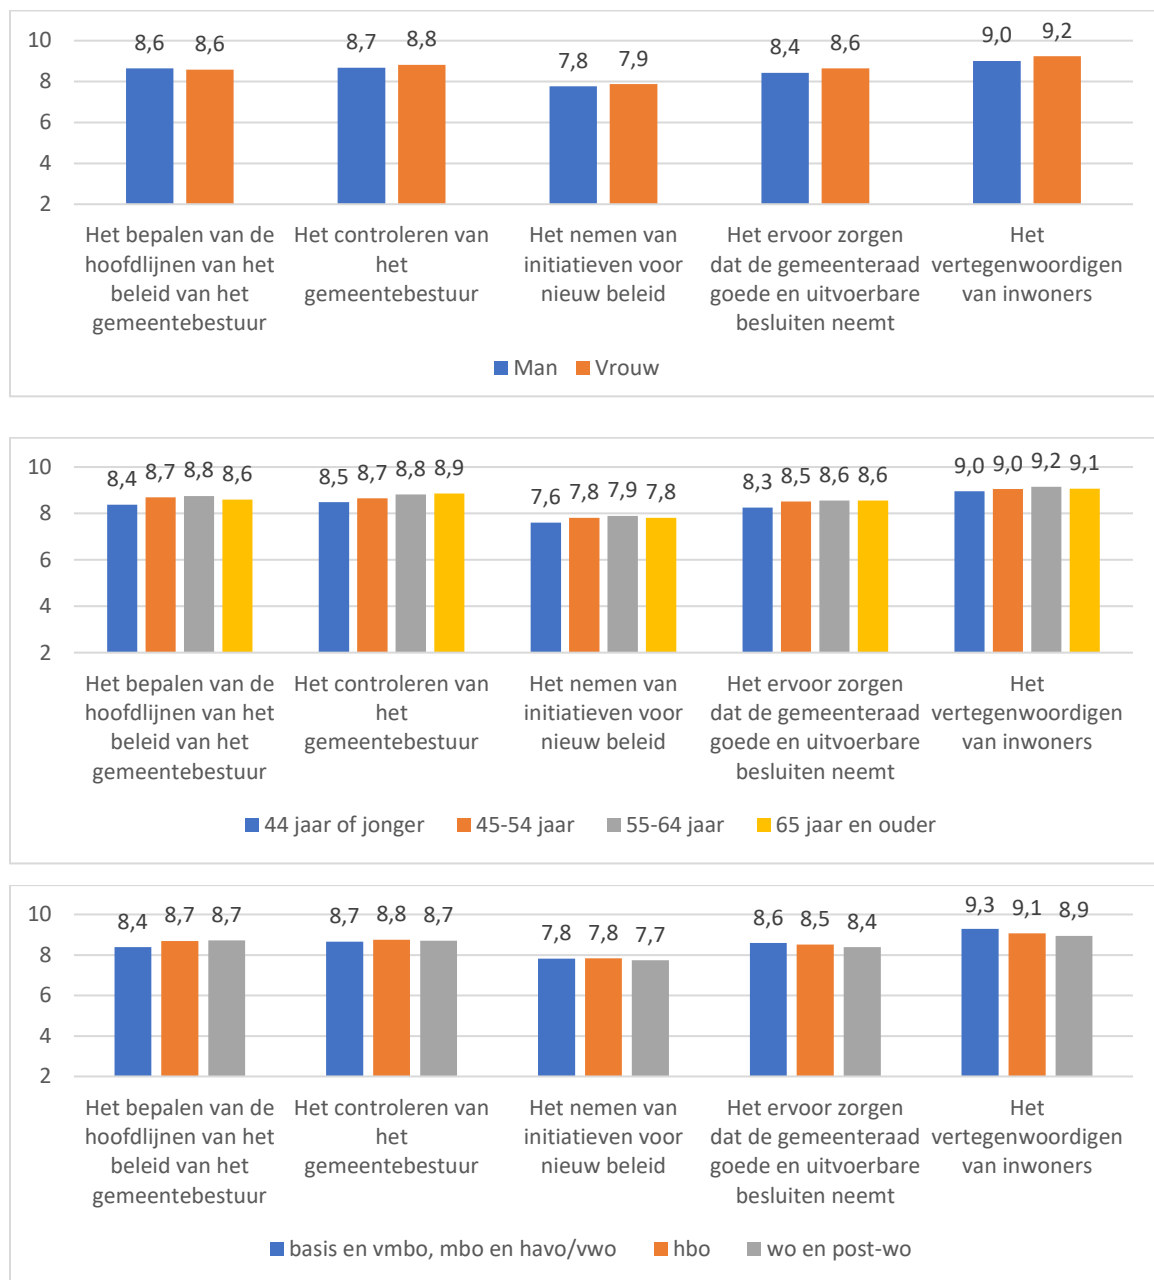 8,6 8,6 8,7 8,8 7,8 7,9 8,4 8,6 9,0 9,2
10
8
6
4
2
Het bepalen van de
hoofdlijnen van het
beleid van het
gemeentebestuur
Het controleren van
het
gemeentebestuur
Het nemen van
initiatieven voor
nieuw beleid
Het ervoor zorgen
dat de gemeenteraad
goede en uitvoerbare
besluiten neemt
Het
vertegenwoordigen
van inwoners
Man Vrouw
8,4 8,7 8,8 8,6 8,5 8,7 8,8 8,9 7,6 7,8 7,9 7,8 8,3 8,5 8,6 8,6 9,0 9,0 9,2 9,1
10
8
6
4
2
Het bepalen van de
hoofdlijnen van het
beleid van het
gemeentebestuur
Het controleren van
het
gemeentebestuur
Het nemen van
initiatieven voor
nieuw beleid
Het ervoor zorgen
dat de gemeenteraad
goede en uitvoerbare
besluiten neemt
Het
vertegenwoordigen
van inwoners
44 jaar of jonger 45-54 jaar 55-64 jaar 65 jaar en ouder
8,4 8,7 8,7 8,7 8,8 8,7 7,8 7,8 7,7 8,6 8,5 8,4 9,3 9,1 8,9
10
8
6
4
2
Het bepalen van de
hoofdlijnen van het
beleid van het
gemeentebestuur
Het controleren van
het
gemeentebestuur
Het nemen van
initiatieven voor
nieuw beleid
Het ervoor zorgen
dat de gemeenteraad
goede en uitvoerbare
besluiten neemt
Het
vertegenwoordigen
van inwoners
basis en vmbo, mbo en havo/vwo hbo wo en post-wo